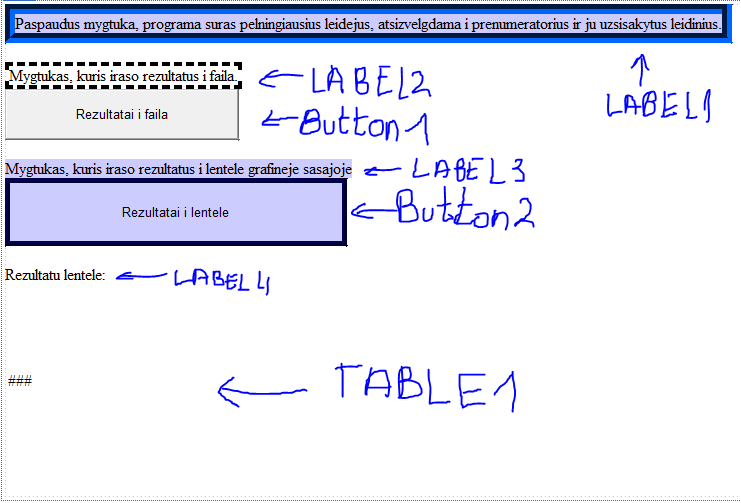 Paspaudus mygtuka, programa suras pelningiausius leidejus, atsizvelgdama i prenumeratorius ir ju uzsisakytus leidinius.
LABEL1
Mygtukas, kuris iraso rezultatus i faila.
LABEL2
Rezultatai i faila
Button1
Mygtukas, kuris iraso rezultatus i lentele grafineje sasajoje
LABEL3
Rezultatai i lentele
Button2
Rezultatu lentele:
LABEL4
###
TABLE1